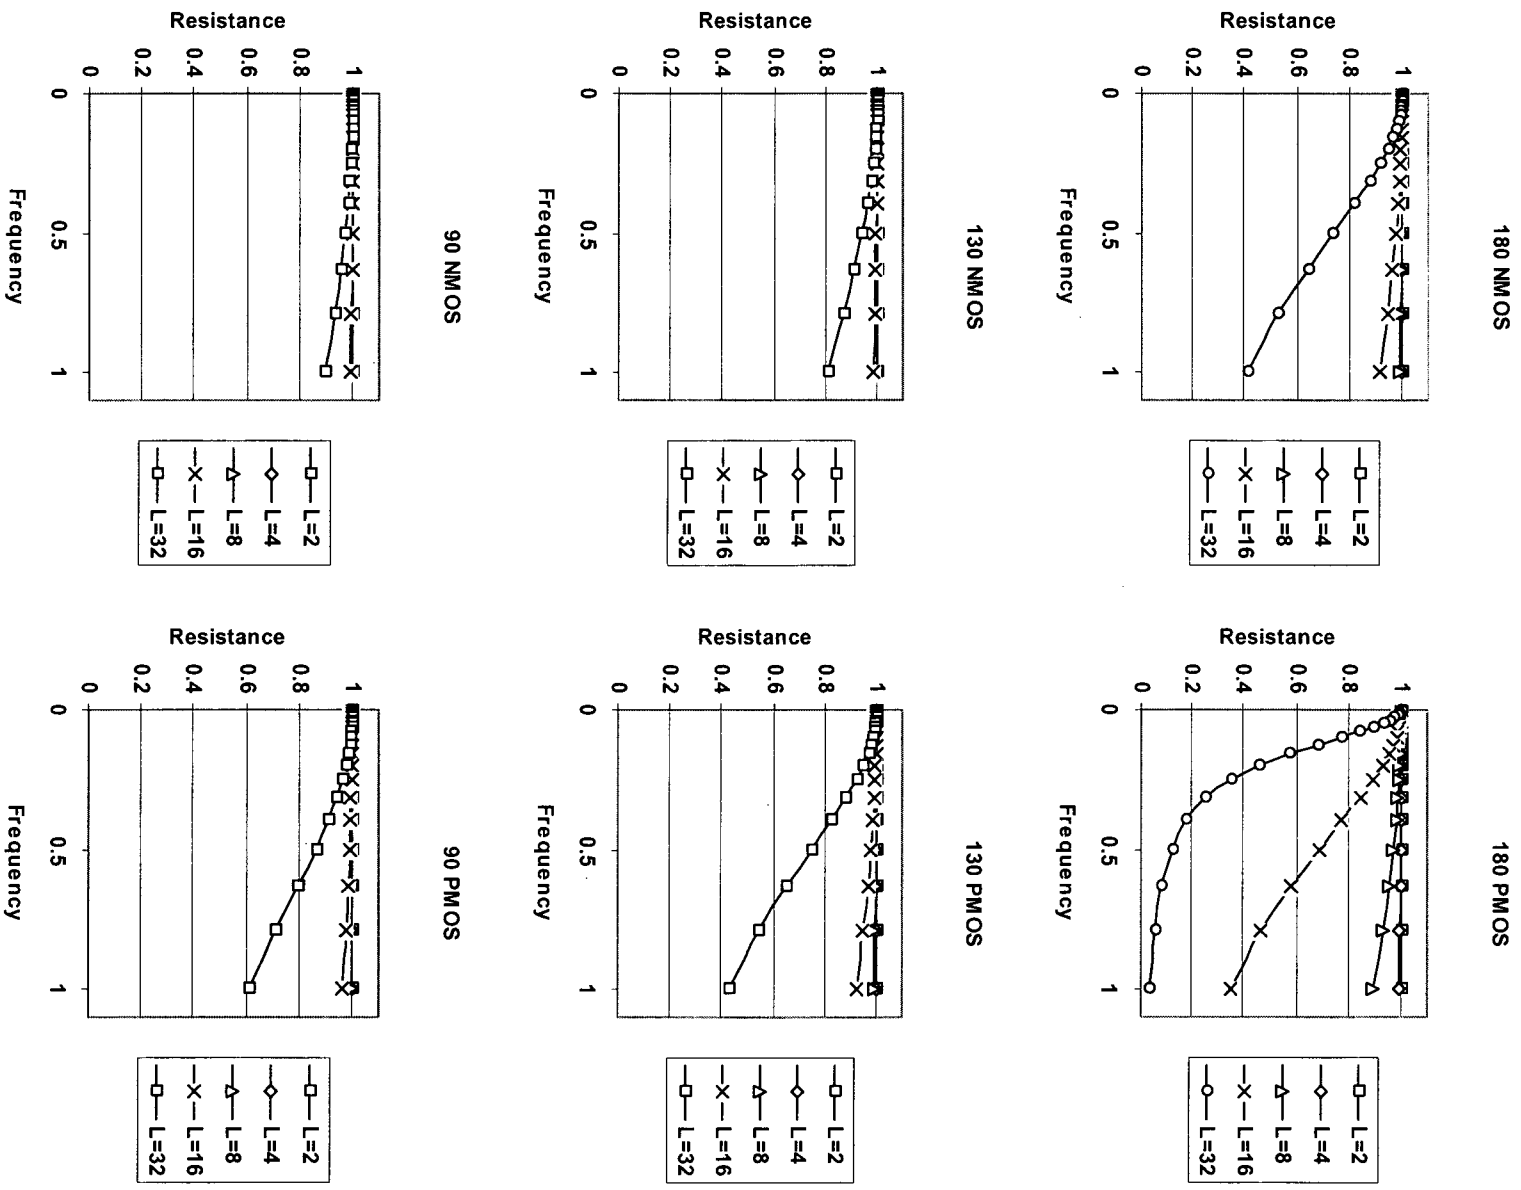 180 NMOS
Resistance
1
0.8
0.6
0.4
0.2
0
0
0.5
1
Frequency
L=2
L=4
L=8
L=16
L=32
180 PMOS
Resistance
1
0.8
0.6
0.4
0.2
0
0
0.5
1
Frequency
L=2
L=4
L=8
L=16
L=32
130 NMOS
Resistance
1
0.8
0.6
0.4
0.2
0
0
0.5
1
Frequency
L=2
L=4
L=8
L=16
L=32
130 PMOS
Resistance
1
0.8
0.6
0.4
0.2
0
0
0.5
1
Frequency
L=2
L=4
L=8
L=16
L=32
90 NMOS
Resistance
1
0.8
0.6
0.4
0.2
0
0
0.5
1
Frequency
L=2
L=4
L=8
L=16
L=32
90 PMOS
Resistance
1
0.8
0.6
0.4
0.2
0
0
0.5
1
Frequency
L=2
L=4
L=8
L=16
L=32